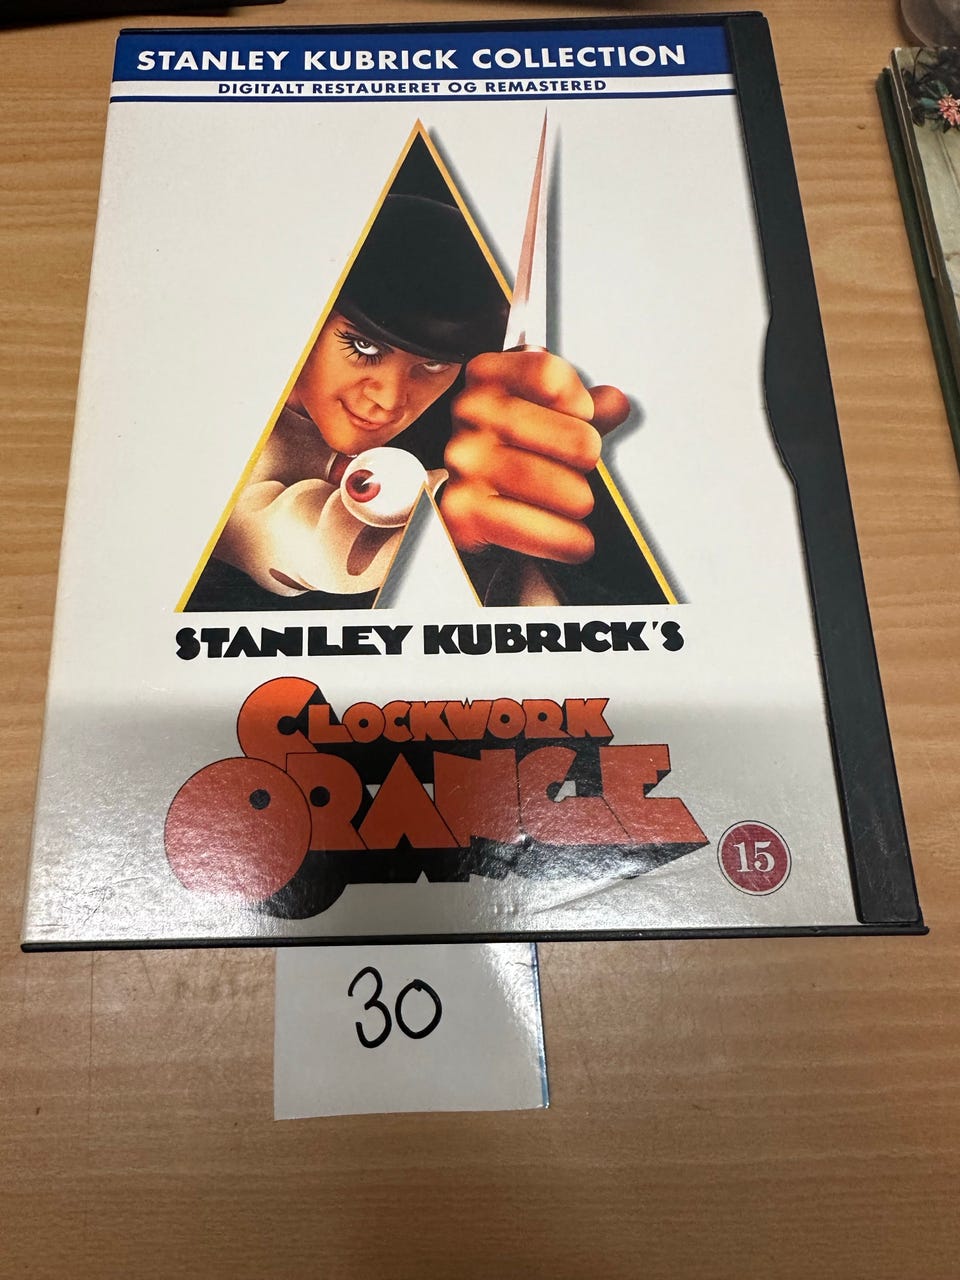 STANLEY KUBRICK COLLECTION
DIGITALT RESTAURERET OG REMASTERED
STANLEY KUBRICK'S
CLOCKWORK
ORANGE
15
30